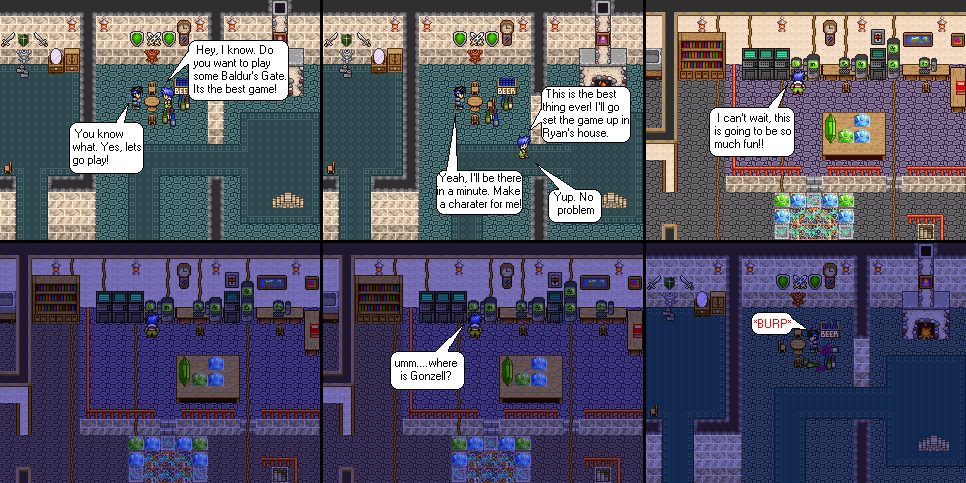 Hey, I know. Do
you want to play
some Baldur's Gate.
Its the best game!
BEER
You know
what. Yes, lets
go play!
This is the best
thing ever! I'll go
set the game up in
Ryan's house.
BEER
Yeah, I'll be there
in a minute. Make
a charater for me!
Yup. No
problem
I can't wait, this
is going to be so
much fun!!
umm....where
is Gonzell?
*BURP*
BEER